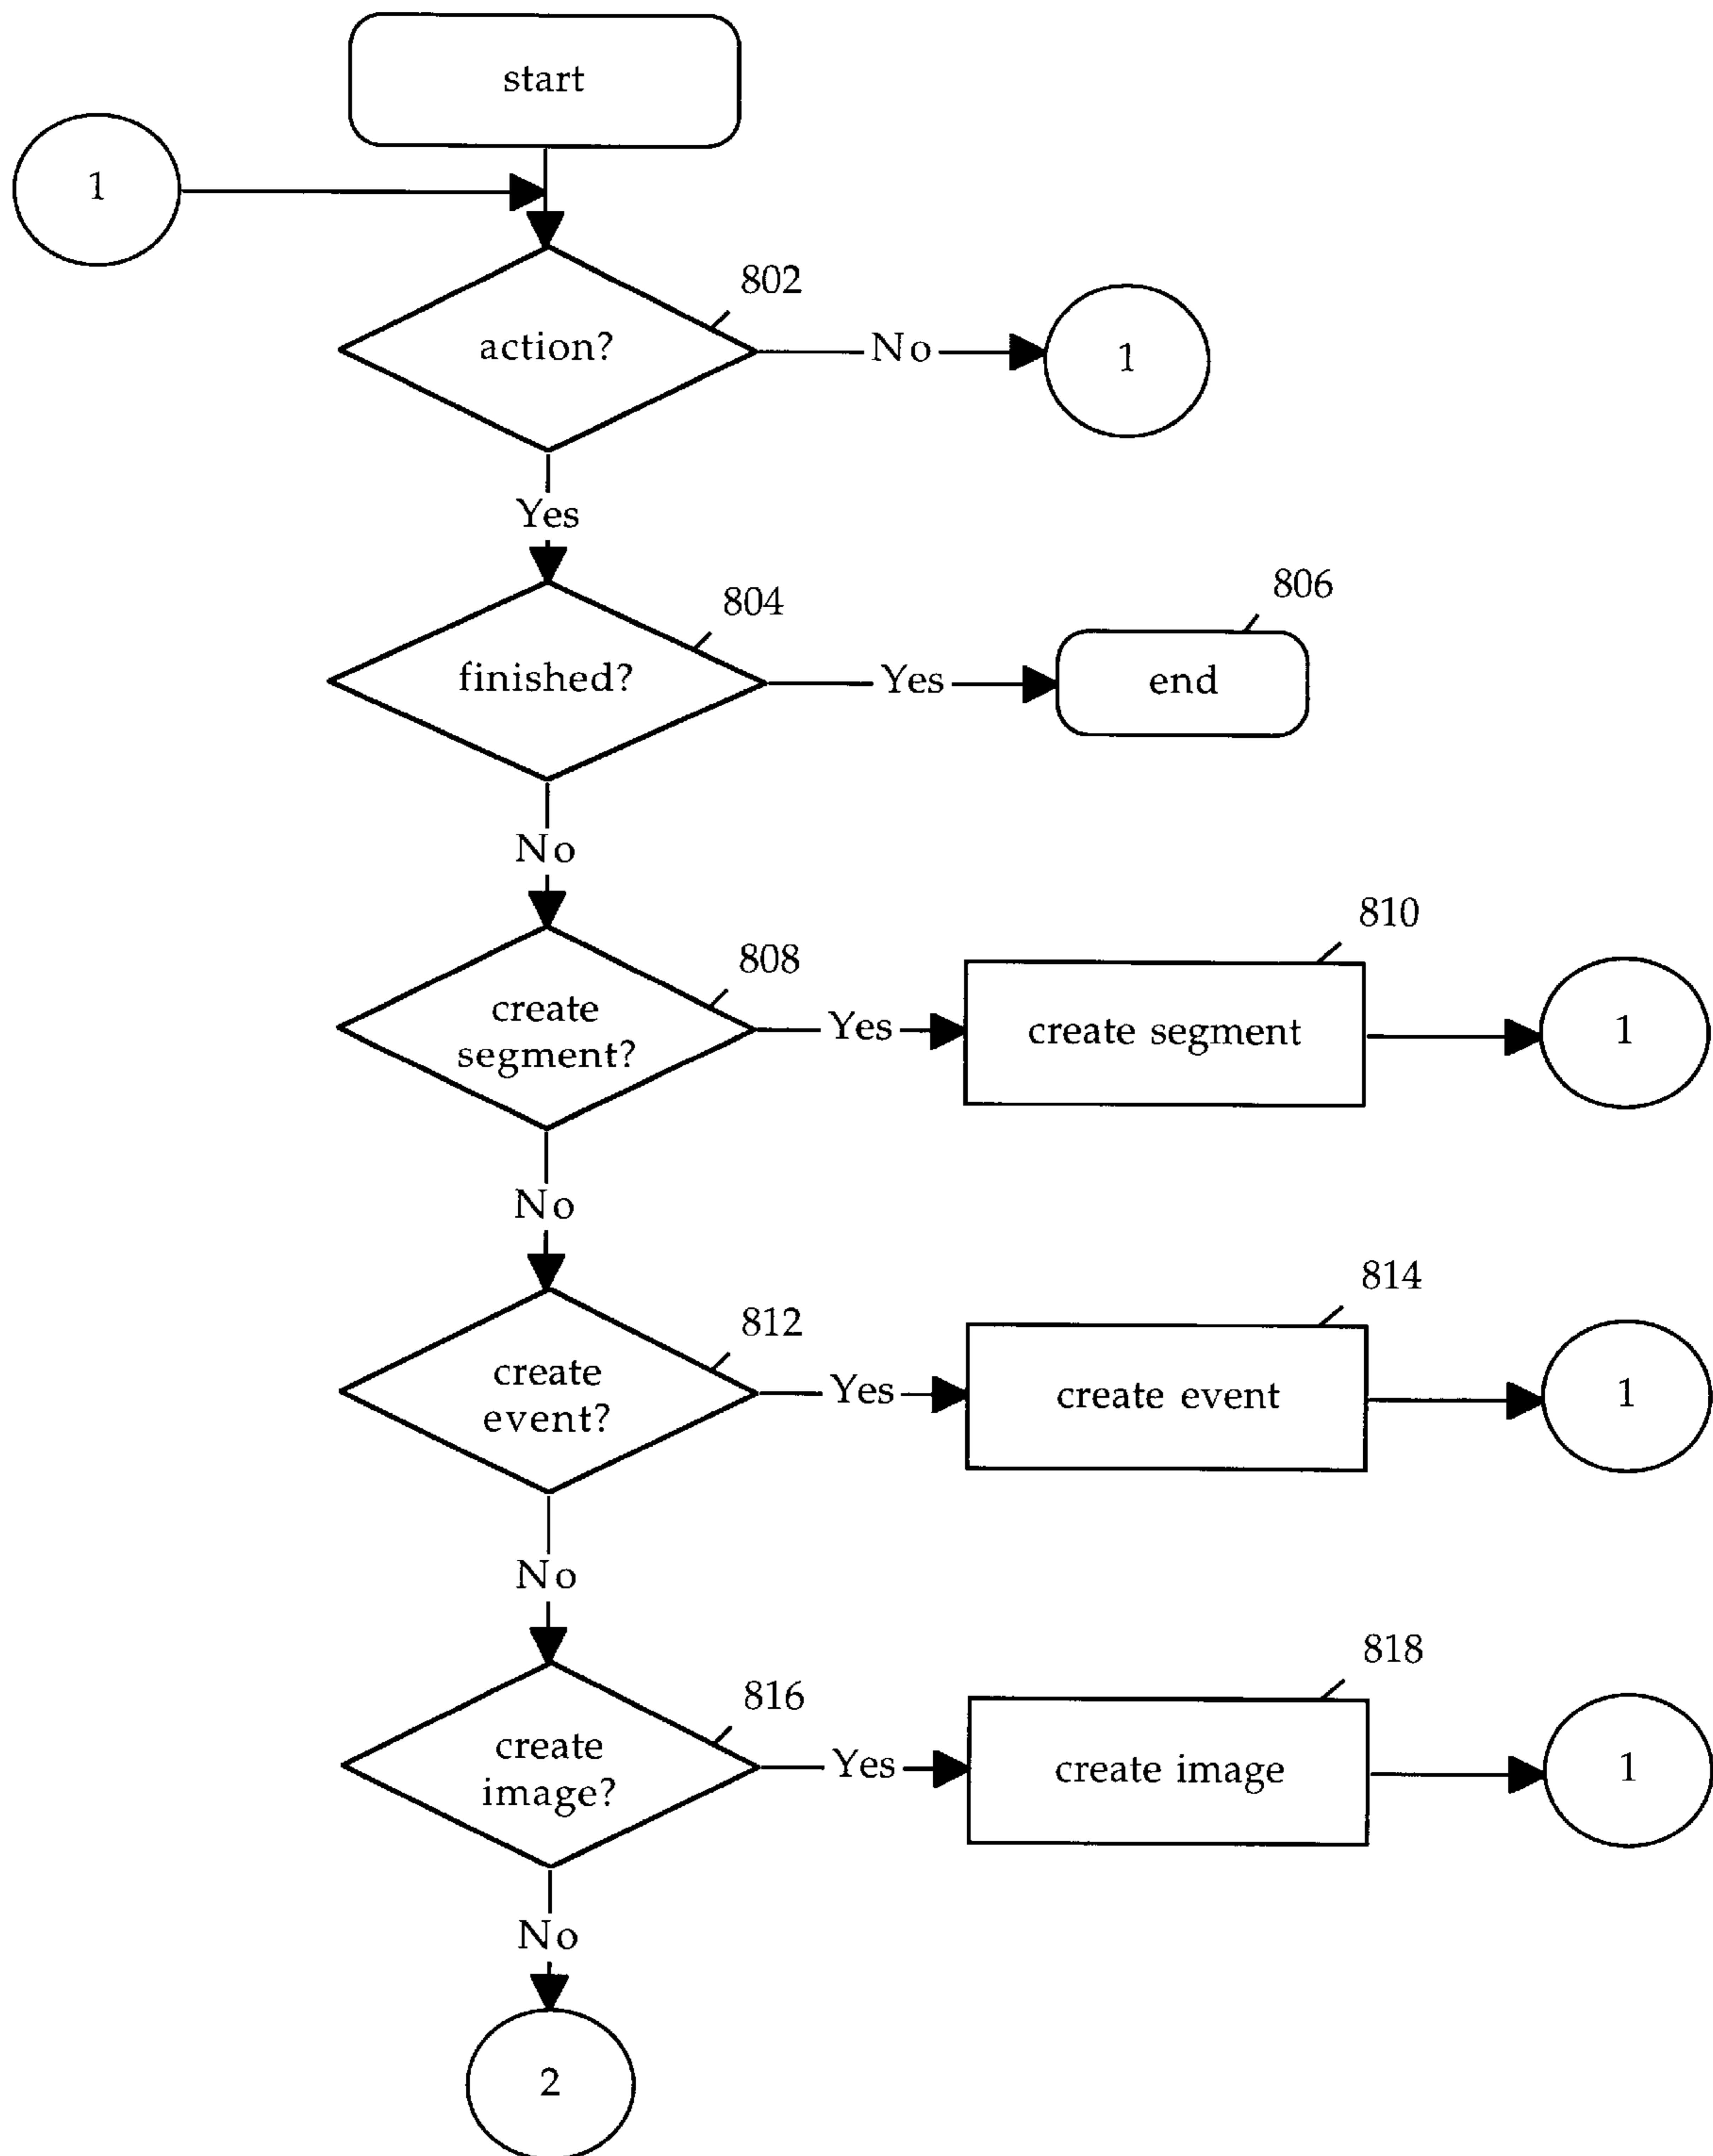 start
1
802
action?
No
1
Yes
804
806
finished?
Yes
end
No
810
808
create
segment?
Yes
create segment
1
No
814
812
create
event?
Yes
create event
1
No
818
816
create
image?
Yes
create image
1
No
2